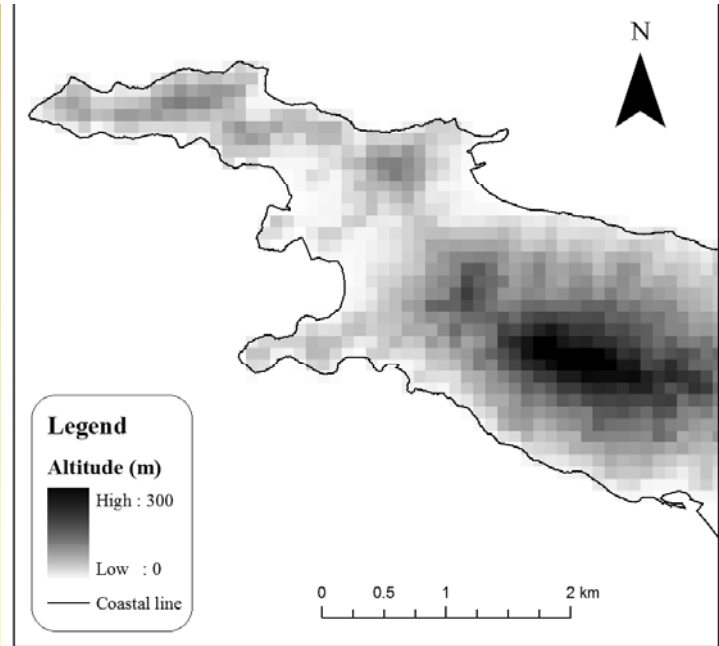 N
Legend
Altitude (m)
High : 300
Low : 0
Coastal line
0 0.5 1 2 km